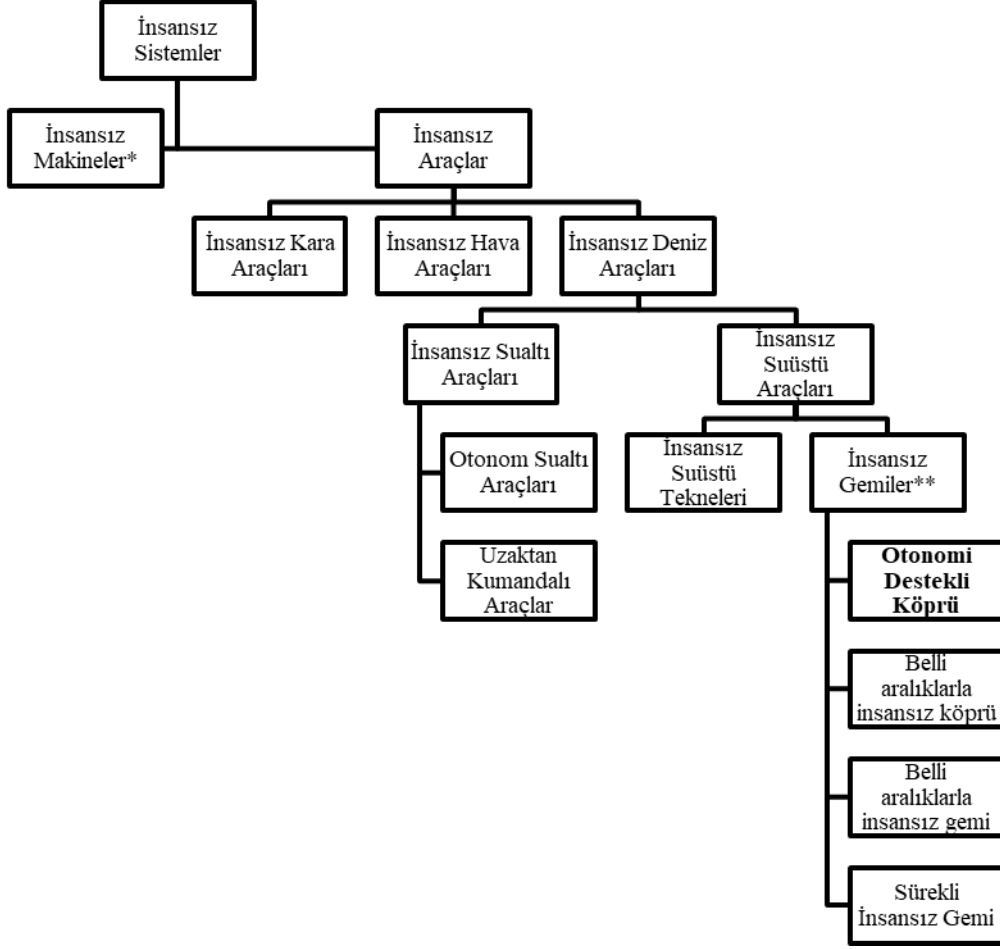 İnsansız
Sistemler
İnsansız
Makineler*
İnsansız
Araçlar
İnsansız Kara
Araçları
İnsansız Hava
Araçları
İnsansız Deniz
Araçları
İnsansız Sualtı
Araçları
İnsansız
Suüstü
Araçları
Otonom Sualtı
Araçları
Uzaktan
Kumandalı
Araçlar
İnsansız
Suüstü
Tekneleri
İnsansız
Gemiler**
Otonomi
Destekli
Köprü
Belli
aralıklarla
insansız köprü
Belli
aralıklarla
insansız gemi
Sürekli
İnsansız Gemi